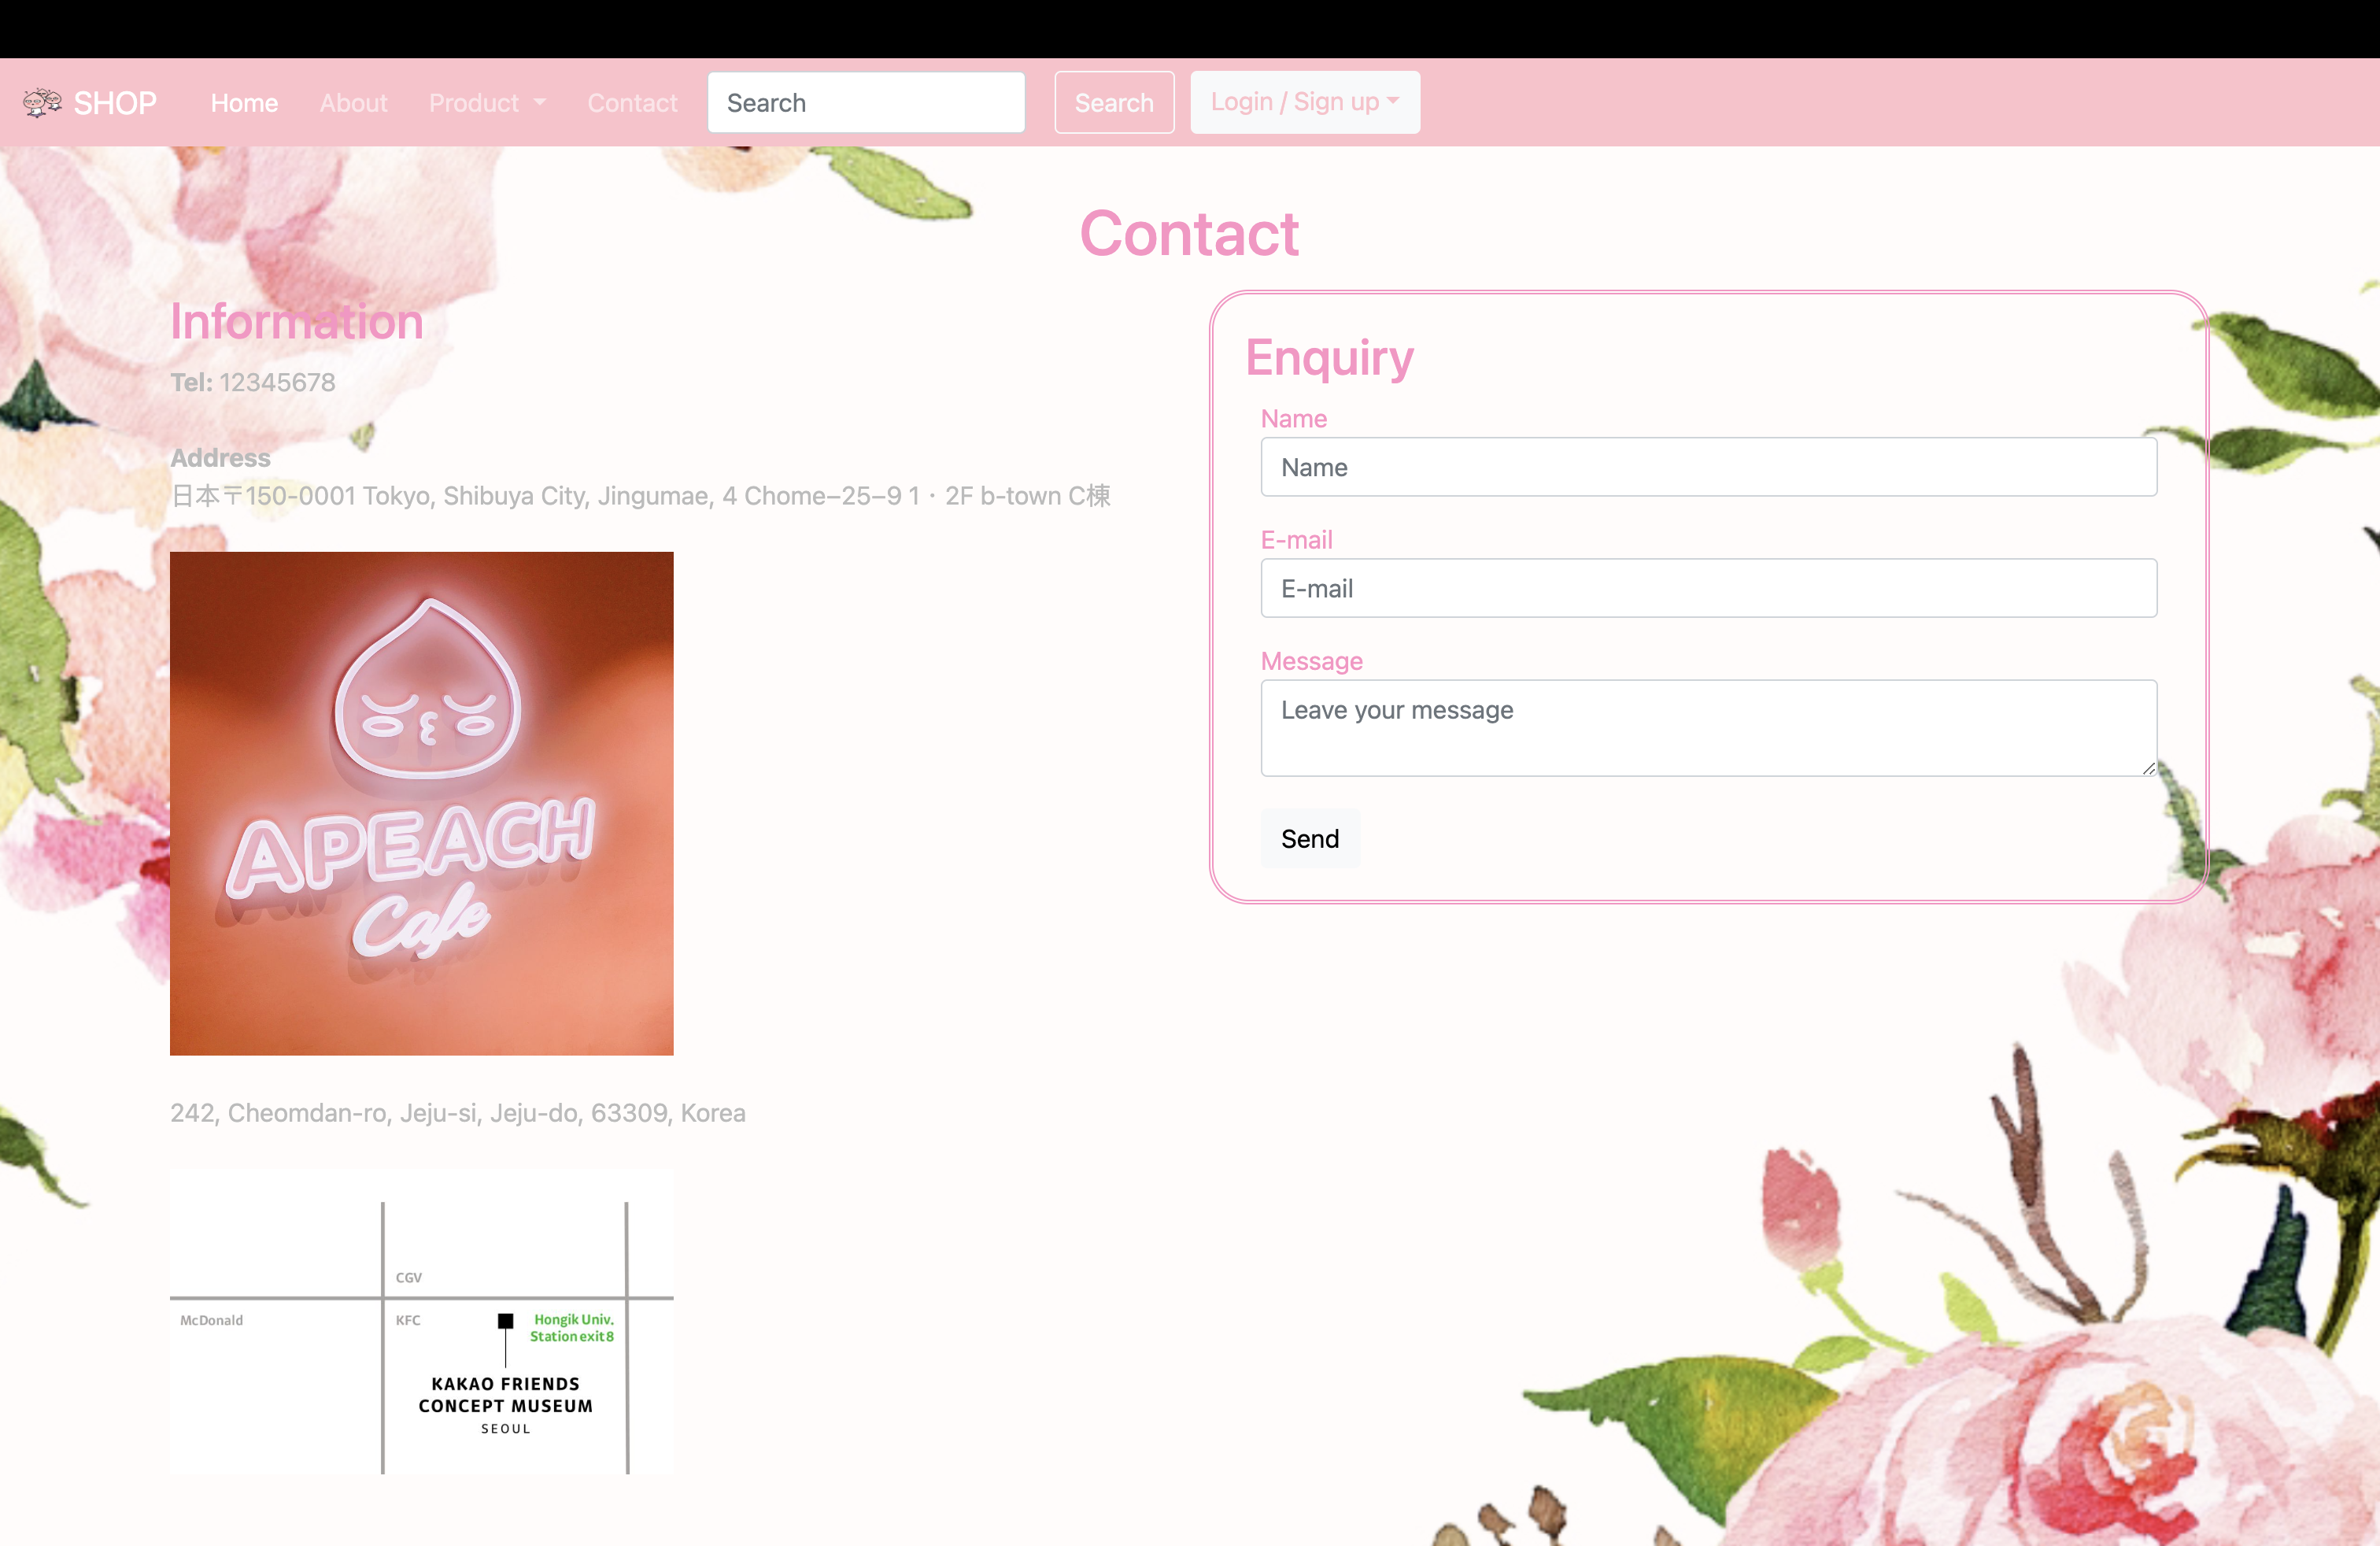 SHOP Home About Product Contact Search Search Login / Sign up
Contact
Information
Tel: 12345678
Address
日本〒150-0001 Tokyo, Shibuya City, Jingumae, 4 Chome−25−9 1・2F b-town C棟
APEACH
Cafe
242, Cheomdan-ro, Jeju-si, Jeju-do, 63309, Korea
CGV
McDonald
KFC
Hongik Univ.
Station exit 8
KAKAO FRIENDS
CONCEPT MUSEUM
SEOUL
Enquiry
Name
Name
E-mail
E-mail
Message
Leave your message
Send